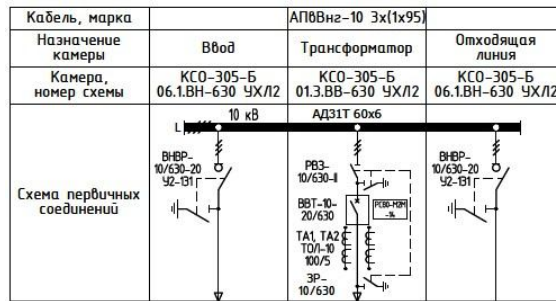 Кабель, марка
АПвВнг-10 3х(1х95)
Назначение
камеры
Ввод
Трансформатор
Отходящая
линия
Камера,
номер схемы
КСО-305-Б
06.1.ВН-630 УХЛ2
КСО-305-Б
01.3.ВВ-630 УХЛ2
КСО-305-Б
06.1.ВН-630 УХЛ2
Схема первичных
соединений
L
10 кВ
АД31Т 60х6
ВНВР-
10/630-20
У2-131
РВЗ-
10/630-II
ВВТ-10-
20/630
РС80-М2М
-14
ТА1, ТА2
ТОЛ-10
100/5
ЗР-
10/630
ВНВР-
10/630-20
У2-131